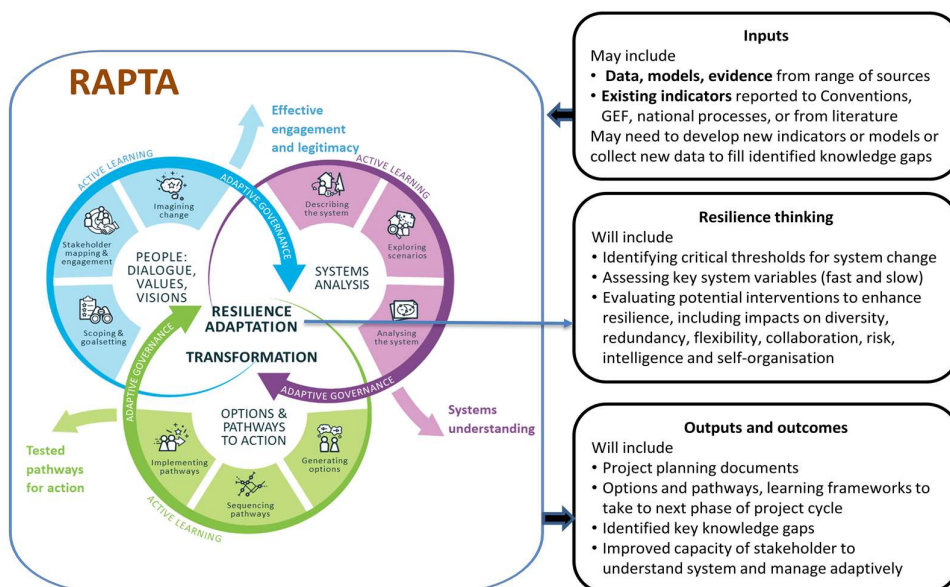 RAPTA
Effective
engagement
and legitimacy
ACTIVE LEARNING
ADAPTIVE GOVERNANCE
Imagining
change
Stakeholder
mapping &
engagement
Scoping &
goalsetting
PEOPLE:
DIALOGUE,
VALUES,
VISIONS
ACTIVE LEARNING
Describing
the system
Exploring
scenarios
Analysing
the system
SYSTEMS
ANALYSIS
RESILIENCE
ADAPTATION
TRANSFORMATION
ADAPTIVE GOVERNANCE
ADAPTIVE GOVERNANCE
OPTIONS &
PATHWAYS
TO ACTION
Implementing
pathways
Sequencing
pathways
Generating
options
ACTIVE LEARNING
Systems
understanding
Tested
pathways
for action
Inputs
May include
• Data, models, evidence from range of sources
• Existing indicators reported to Conventions,
GEF, national processes, or from literature
May need to develop new indicators or models or
collect new data to fill identified knowledge gaps
Resilience thinking
Will include
• Identifying critical thresholds for system change
• Assessing key system variables (fast and slow)
• Evaluating potential interventions to enhance
resilience, including impacts on diversity,
redundancy, flexibility, collaboration, risk,
intelligence and self-organisation
Outputs and outcomes
Will include
• Project planning documents
• Options and pathways, learning frameworks to
take to next phase of project cycle
• Identified key knowledge gaps
• Improved capacity of stakeholder to
understand system and manage adaptively